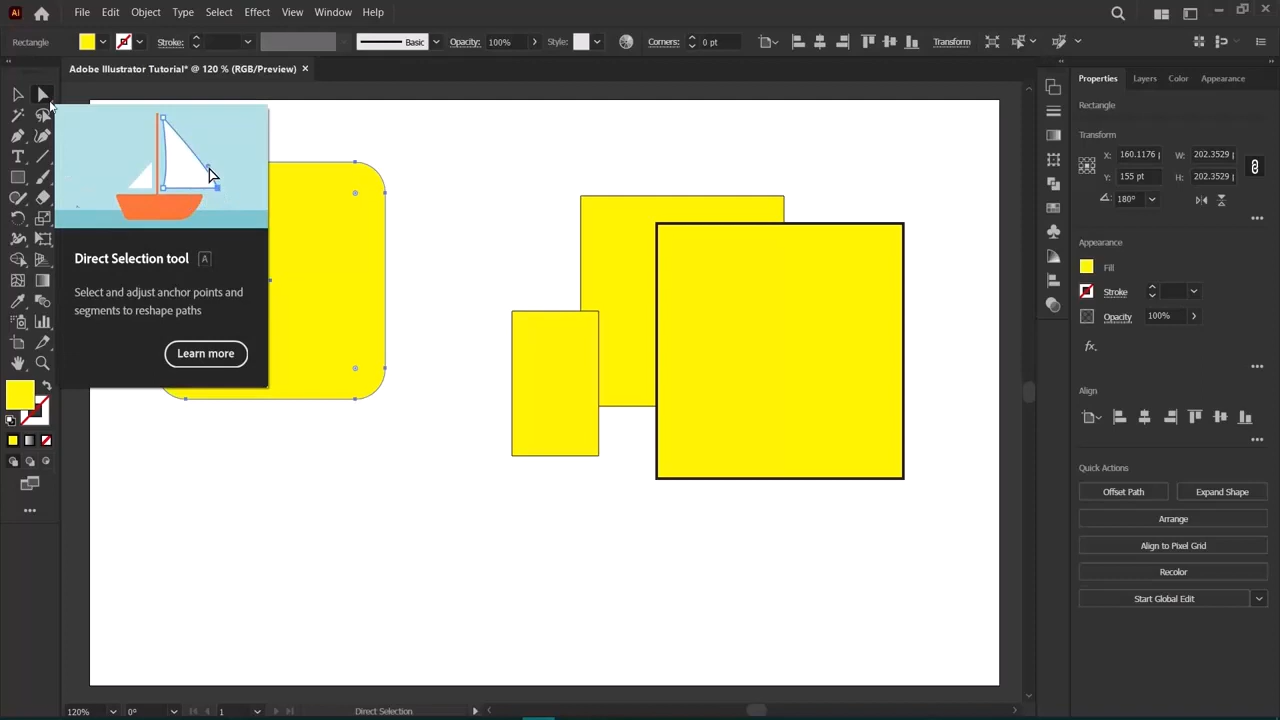 Ai File Edit Object Type Select Effect View Window Help
Rectangle Stroke: Basic Opacity: 100% Style: Corners: 0 pt Transform
Adobe Illustrator Tutorial* @ 120 % (RGB/Preview) ×
Direct Selection tool A
Select and adjust anchor points and
segments to reshape paths
Learn more
Properties Layers Color Appearance
Rectangle
Transform
X: 160.1176 p W: 202.3529
Y: 155 pt H: 202.3529
180°
Appearance
Fill
Stroke
Opacity 100%
fx.
Align
Quick Actions
Offset Path Expand Shape
Arrange
Align to Pixel Grid
Recolor
Start Global Edit
120% 0° 1 Direct Selection